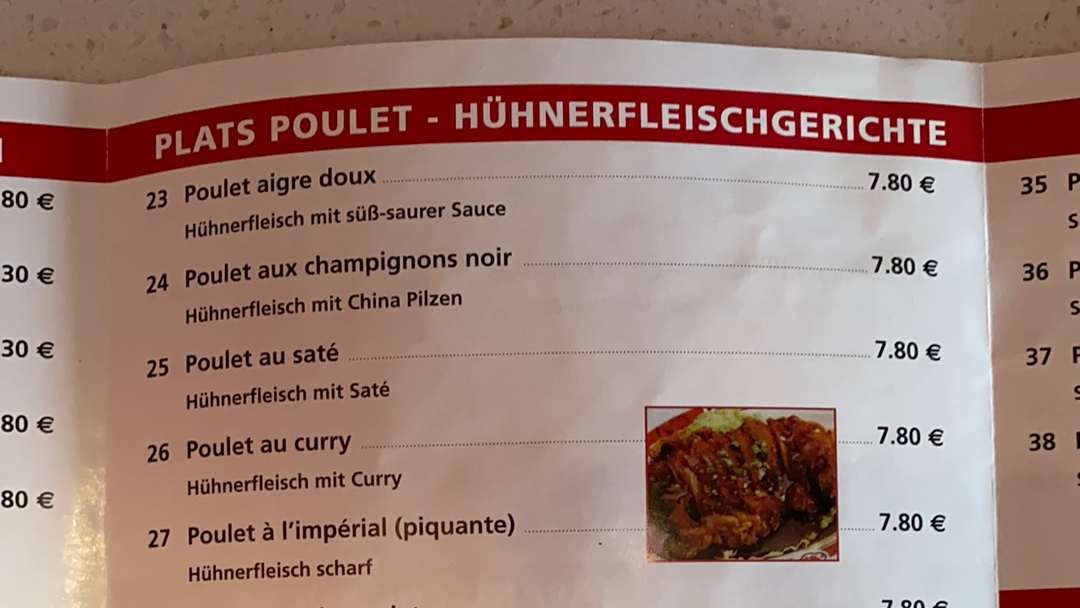 PLATS POULET - HÜHNERFLEISCHGERICHTE
23 Poulet aigre doux 7.80 €
Hühnerfleisch mit süß-saurer Sauce
24 Poulet aux champignons noir 7.80 €
Hühnerfleisch mit China Pilzen
25 Poulet au saté 7.80 €
Hühnerfleisch mit Saté
26 Poulet au curry 7.80 €
Hühnerfleisch mit Curry
27 Poulet à l'impérial (piquante) 7.80 €
Hühnerfleisch scharf
80 €
30 €
30 €
80 €
80 €
35 P
S
36 P
S
37
38